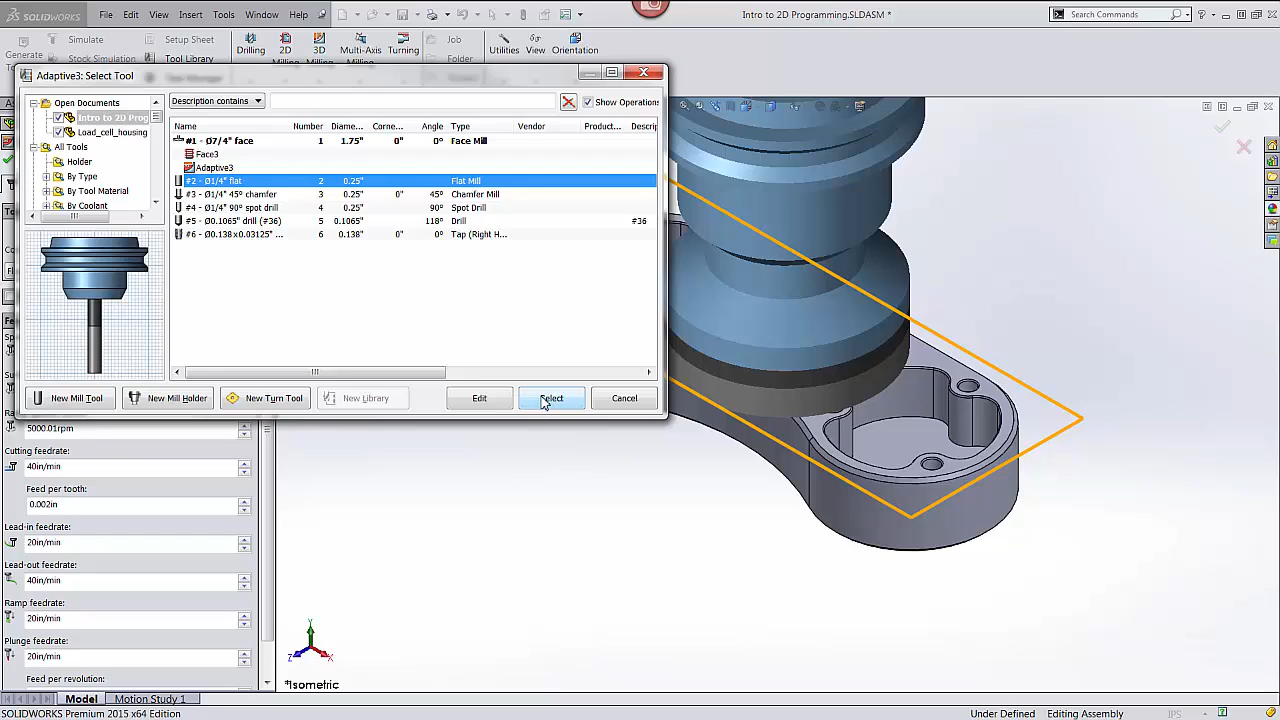 SOLIDWORKS
File Edit View Insert Tools Window Help
Intro to 2D Programming.SLDASM *
Search Commands
Generate
Simulate
Stock Simulation
Setup Sheet
Tool Library
Drilling
2D
3D
Multi-Axis
Turning
Job
Folder
Utilities
View
Orientation
Adaptive3: Select Tool
Open Documents
Intro to 2D Prog
Load_cell_housing
All Tools
Holder
By Type
By Tool Material
By Coolant
Description contains
Show Operations
Name Number Diame... Corne... Angle Type Vendor Product... Descrip
#1 - Ø7/4" face 1 1.75" 0" 0° Face Mill
Face3
Adaptive3
#2 - Ø1/4" flat 2 0.25" Flat Mill
#3 - Ø1/4" 45° chamfer 3 0.25" 0" 45° Chamfer Mill
#4 - Ø1/4" 90° spot drill 4 0.25" 90° Spot Drill
#5 - Ø0.1065" drill (#36) 5 0.1065" 118° Drill #36
#6 - Ø0.138x0.03125" ... 6 0.138" 0" 0° Tap (Right H...
New Mill Tool
New Mill Holder
New Turn Tool
New Library
Edit
Select
Cancel
5000.01rpm
Cutting feedrate:
40in/min
Feed per tooth:
0.002in
Lead-in feedrate:
20in/min
Lead-out feedrate:
40in/min
Ramp feedrate:
20in/min
Plunge feedrate:
20in/min
Feed per revolution:
Y
Z
X
*Isometric
Model
Motion Study 1
SOLIDWORKS Premium 2015 x64 Edition
Under Defined
Editing Assembly
IPS